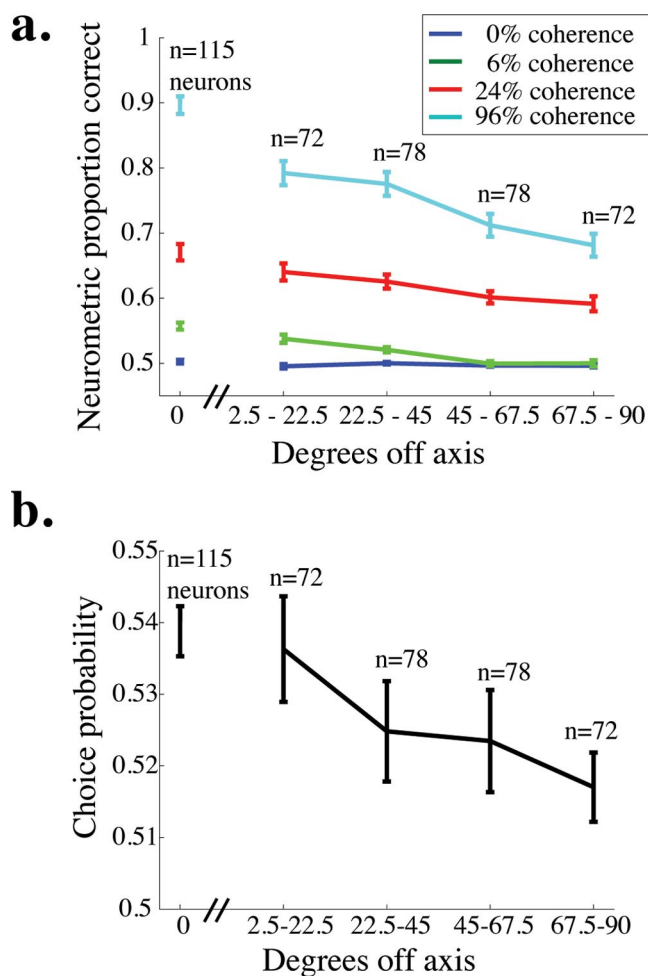 a.
0% coherence
6% coherence
24% coherence
96% coherence
n=115
neurons
n=72
n=78
n=78
n=72
Neurometric proportion correct
1
0.9
0.8
0.7
0.6
0.5
0
2.5 - 22.5
22.5 - 45
45 - 67.5
67.5 - 90
Degrees off axis
b.
n=115
neurons
n=72
n=78
n=78
n=72
Choice probability
0.55
0.54
0.53
0.52
0.51
0.5
0
2.5-22.5
22.5-45
45-67.5
67.5-90
Degrees off axis